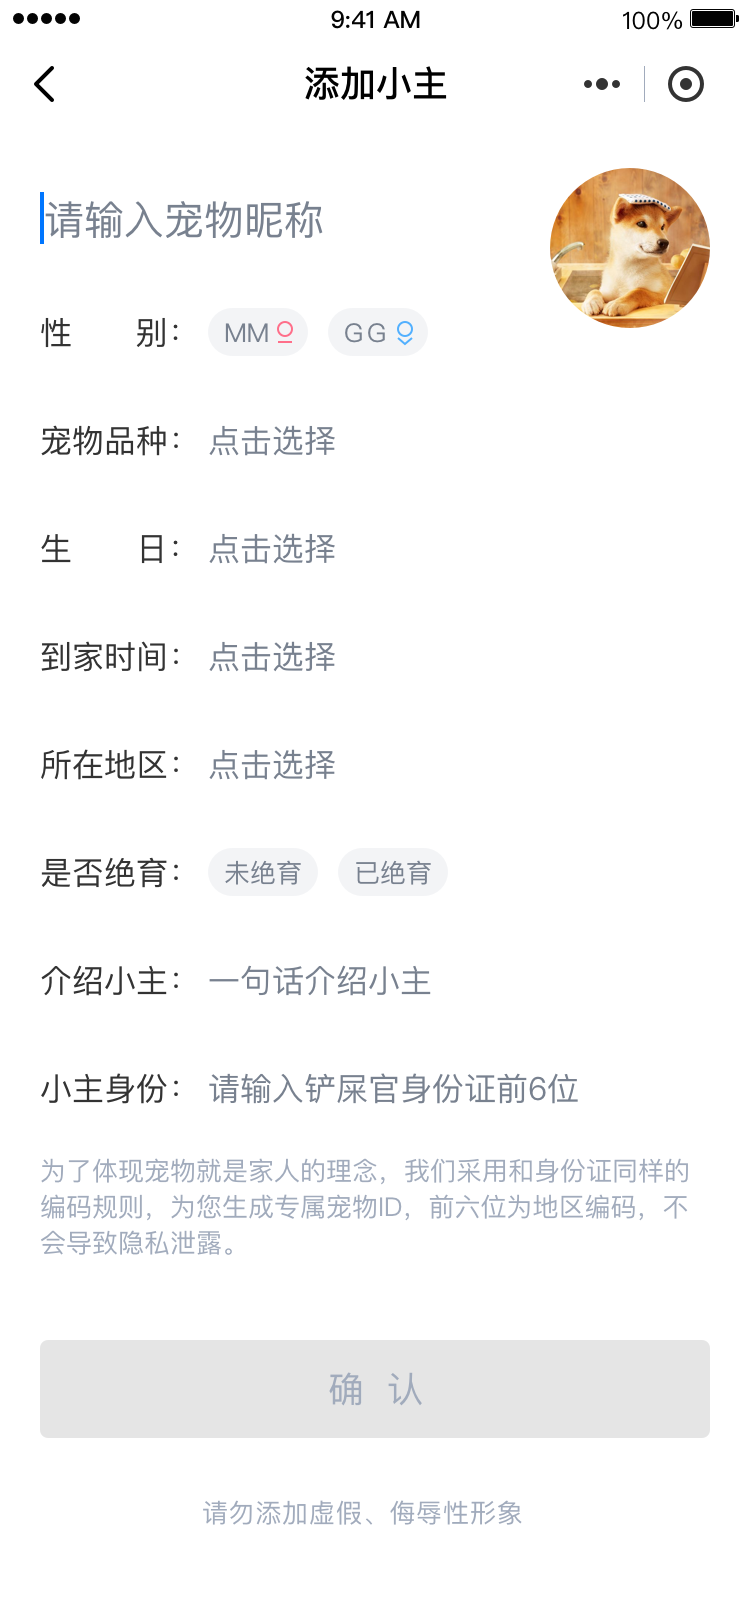 9:41 AM
100%
添加小主
请输入宠物昵称
性 别：
MM
GG
宠物品种：
点击选择
生 日：
点击选择
到家时间：
点击选择
所在地区：
点击选择
是否绝育：
未绝育
已绝育
介绍小主：
一句话介绍小主
小主身份：
请输入铲屎官身份证前6位
为了体现宠物就是家人的理念，我们采用和身份证同样的
编码规则，为您生成专属宠物ID，前六位为地区编码，不
会导致隐私泄露。
确 认
请勿添加虚假、侮辱性形象